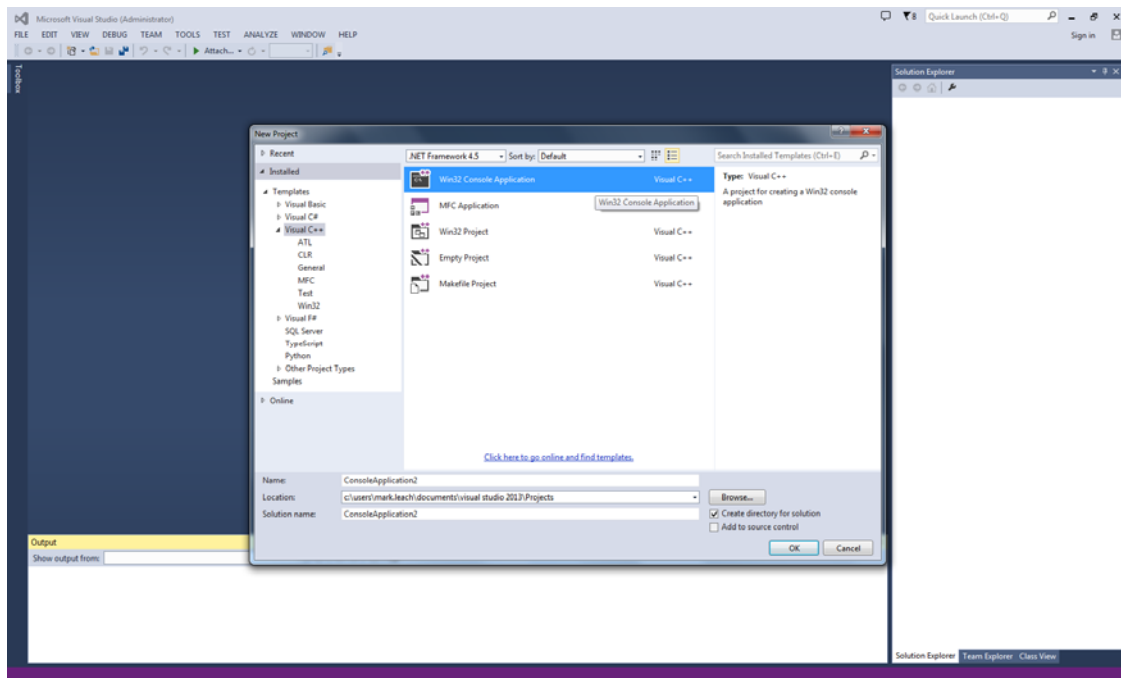 Microsoft Visual Studio (Administrator)
8 Quick Launch (Ctrl+Q)
FILE EDIT VIEW DEBUG TEAM TOOLS TEST ANALYZE WINDOW HELP
Sign in
Attach...
Toolbox
Solution Explorer
New Project
Recent
.NET Framework 4.5 Sort by: Default
Search Installed Templates (Ctrl+E)
Installed
Templates
Visual Basic
Visual C#
Visual C++
ATL
CLR
General
MFC
Test
Win32
Visual F#
SQL Server
TypeScript
Python
Other Project Types
Samples
Online
Win32 Console Application Visual C++
MFC Application
Win32 Console Application
Win32 Project Visual C++
Empty Project Visual C++
Makefile Project Visual C++
Type: Visual C++
A project for creating a Win32 console
application
Click here to go online and find templates.
Name: ConsoleApplication2
Location: c:\users\mark.leach\documents\visual studio 2013\Projects
Browse...
Solution name: ConsoleApplication2
Create directory for solution
Add to source control
OK Cancel
Output
Show output from:
Solution Explorer Team Explorer Class View